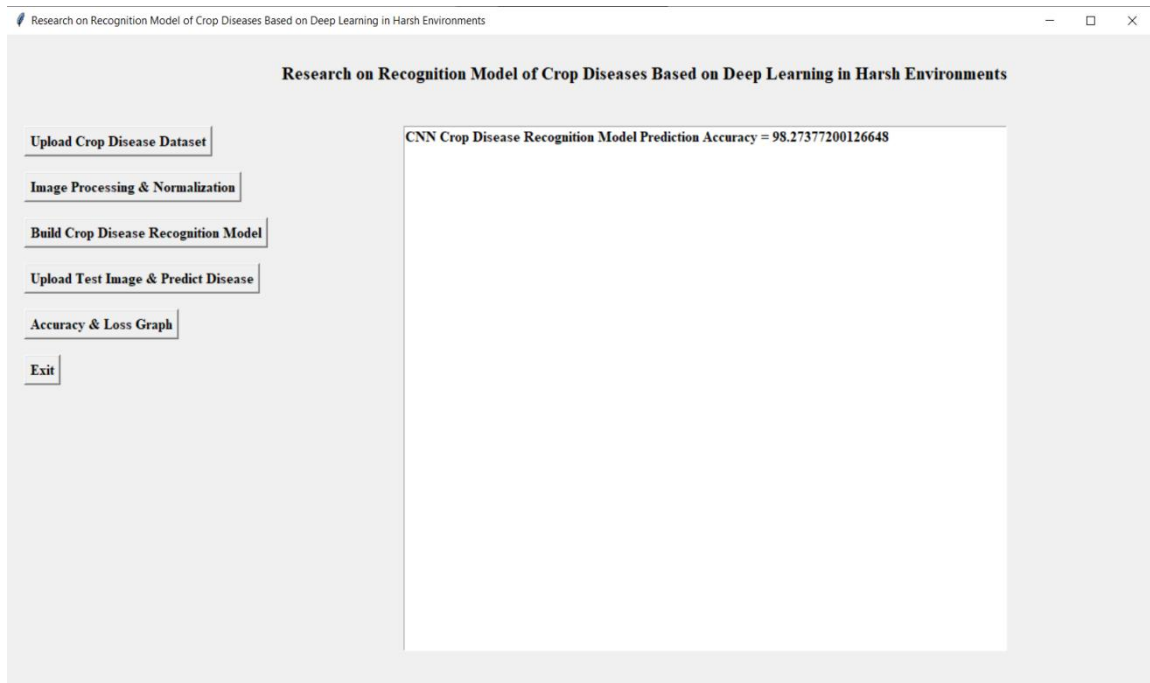 Research on Recognition Model of Crop Diseases Based on Deep Learning in Harsh Environments
Research on Recognition Model of Crop Diseases Based on Deep Learning in Harsh Environments
Upload Crop Disease Dataset
Image Processing & Normalization
Build Crop Disease Recognition Model
Upload Test Image & Predict Disease
Accuracy & Loss Graph
Exit
CNN Crop Disease Recognition Model Prediction Accuracy = 98.27377200126648